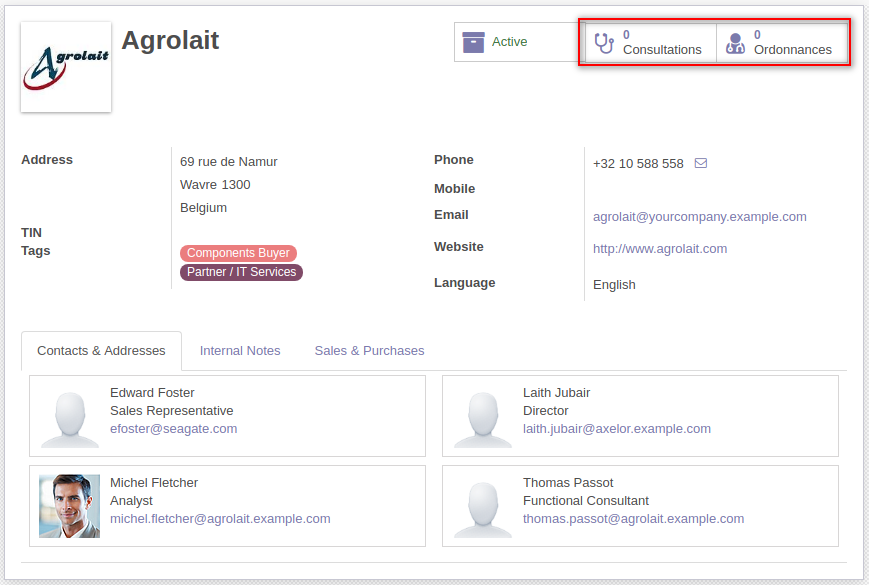 Agrolait
Agrolait
Active
0
Consultations
0
Ordonnances
Address
69 rue de Namur
Wavre 1300
Belgium
TIN
Tags
Components Buyer
Partner / IT Services
Phone
+32 10 588 558
Mobile
Email
agrolait@yourcompany.example.com
Website
http://www.agrolait.com
Language
English
Contacts & Addresses
Internal Notes
Sales & Purchases
Edward Foster
Sales Representative
efoster@seagate.com
Laith Jubair
Director
laith.jubair@axelor.example.com
Michel Fletcher
Analyst
michel.fletcher@agrolait.example.com
Thomas Passot
Functional Consultant
thomas.passot@agrolait.example.com